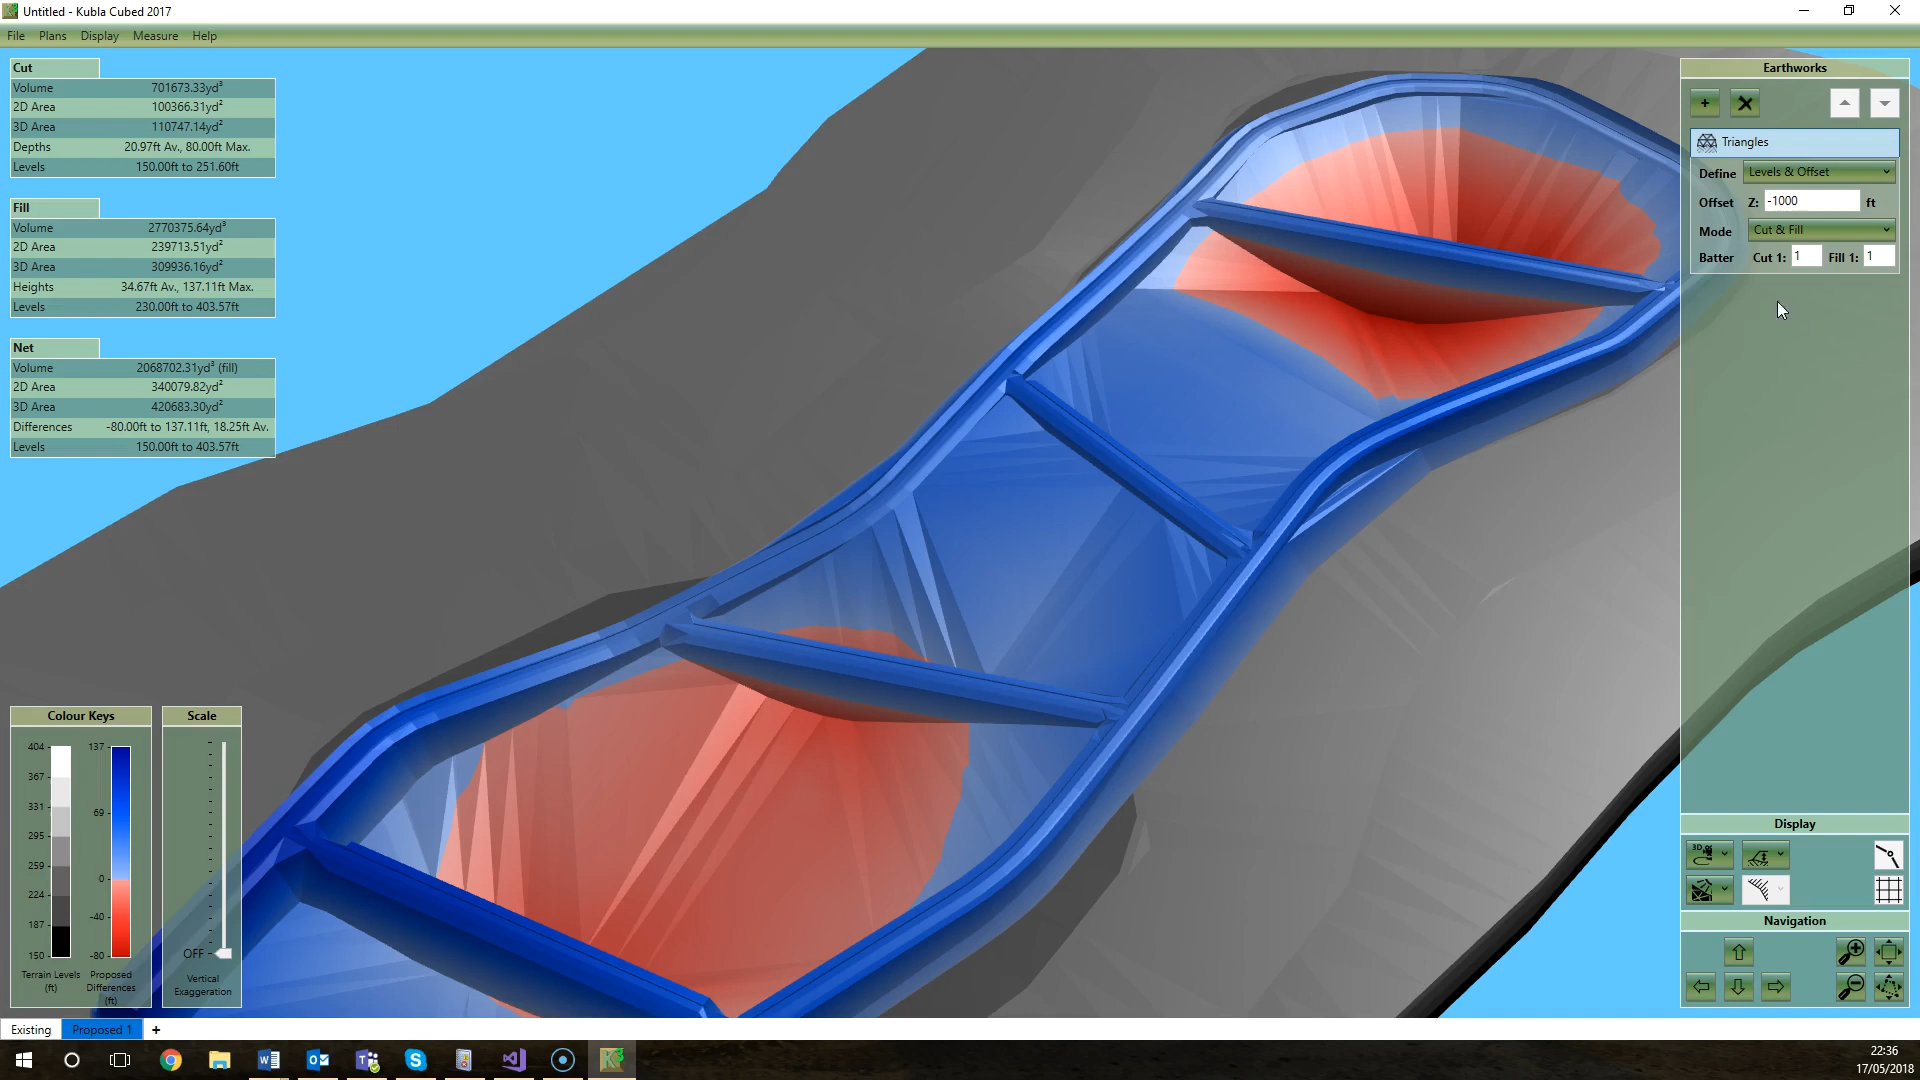 Untitled - Kubla Cubed 2017
File Plans Display Measure Help
Cut
Volume 701673.33yd³
2D Area 100366.31yd²
3D Area 110747.14yd²
Depths 20.97ft Av., 80.00ft Max.
Levels 150.00ft to 251.60ft
Fill
Volume 2770375.64yd³
2D Area 239713.51yd²
3D Area 309936.16yd²
Heights 34.67ft Av., 137.11ft Max.
Levels 230.00ft to 403.57ft
Net
Volume 2068702.31yd³ (fill)
2D Area 340079.82yd²
3D Area 420683.30yd²
Differences -80.00ft to 137.11ft, 18.25ft Av.
Levels 150.00ft to 403.57ft
Earthworks
Triangles
Define Levels & Offset
Offset Z: -1000 ft
Mode Cut & Fill
Batter Cut 1: 1 Fill 1: 1
Colour Keys
404
367
331
295
259
224
187
150
Terrain Levels
(ft)
137
69
0
-40
-80
Proposed
Differences
(ft)
Scale
OFF
Vertical
Exaggeration
Display
3D
Navigation
Existing Proposed 1 +
22:36
17/05/2018